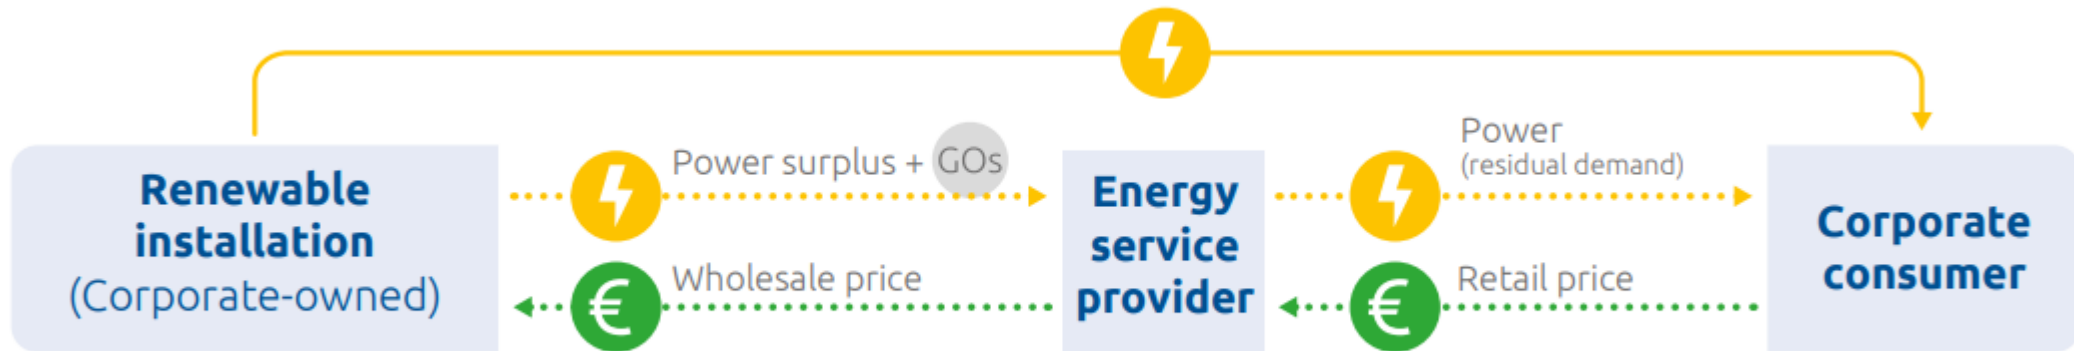 Renewable
installation
(Corporate-owned)
Power surplus + GOs
Wholesale price
€
Energy
service
provider
Power
(residual demand)
Retail price
€
Corporate
consumer